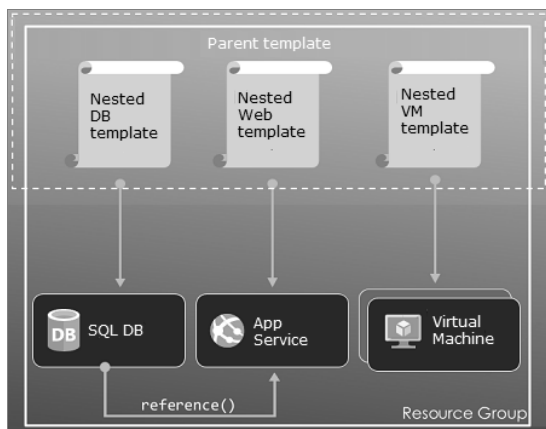 Parent template
Nested
DB
template
Nested
Web
template
Nested
VM
template
DB
SQL DB
App
Service
Virtual
Machine
reference()
Resource Group